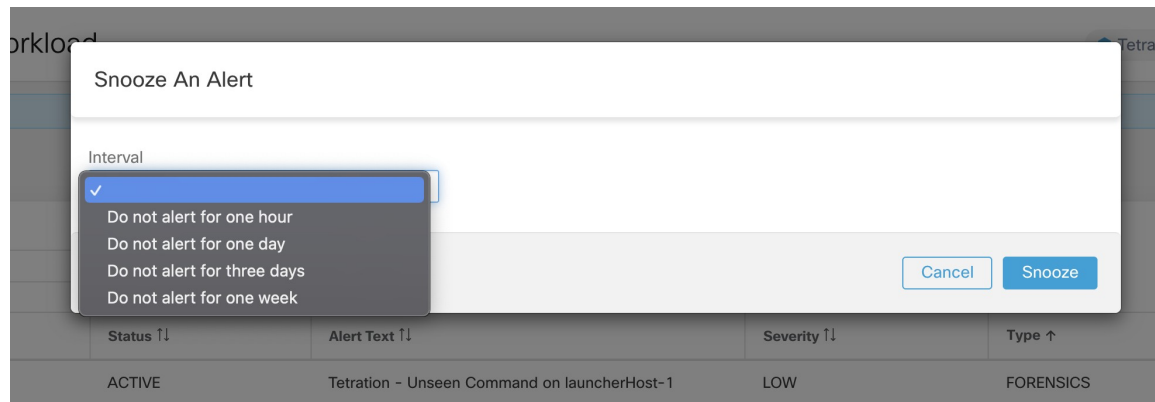 orkload
Tetra
Snooze An Alert
Interval
✓
Do not alert for one hour
Do not alert for one day
Do not alert for three days
Do not alert for one week
Cancel Snooze
Status ↑↓ Alert Text ↑↓ Severity ↑↓ Type ↑
ACTIVE Tetration - Unseen Command on launcherHost-1 LOW FORENSICS